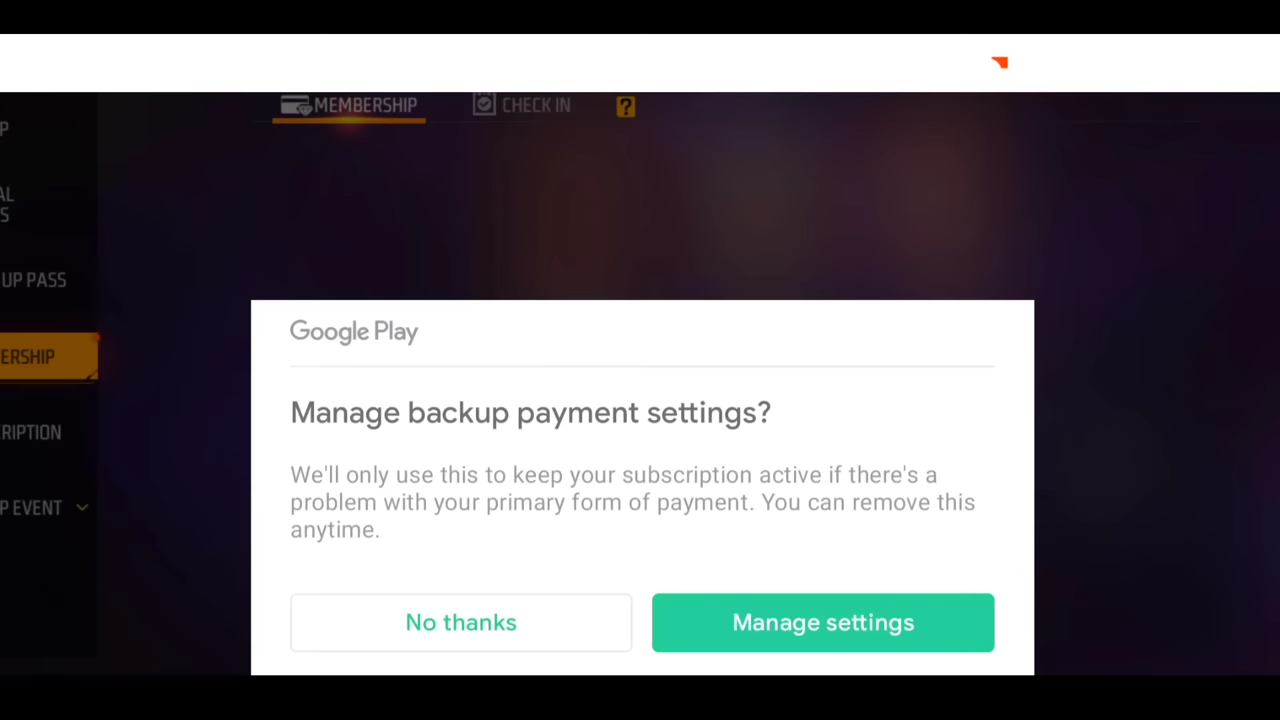 MEMBERSHIP
CHECK IN
?
P
AL
S
UP PASS
ERSHIP
RIPTION
P EVENT
Google Play
Manage backup payment settings?
We'll only use this to keep your subscription active if there's a
problem with your primary form of payment. You can remove this
anytime.
No thanks
Manage settings